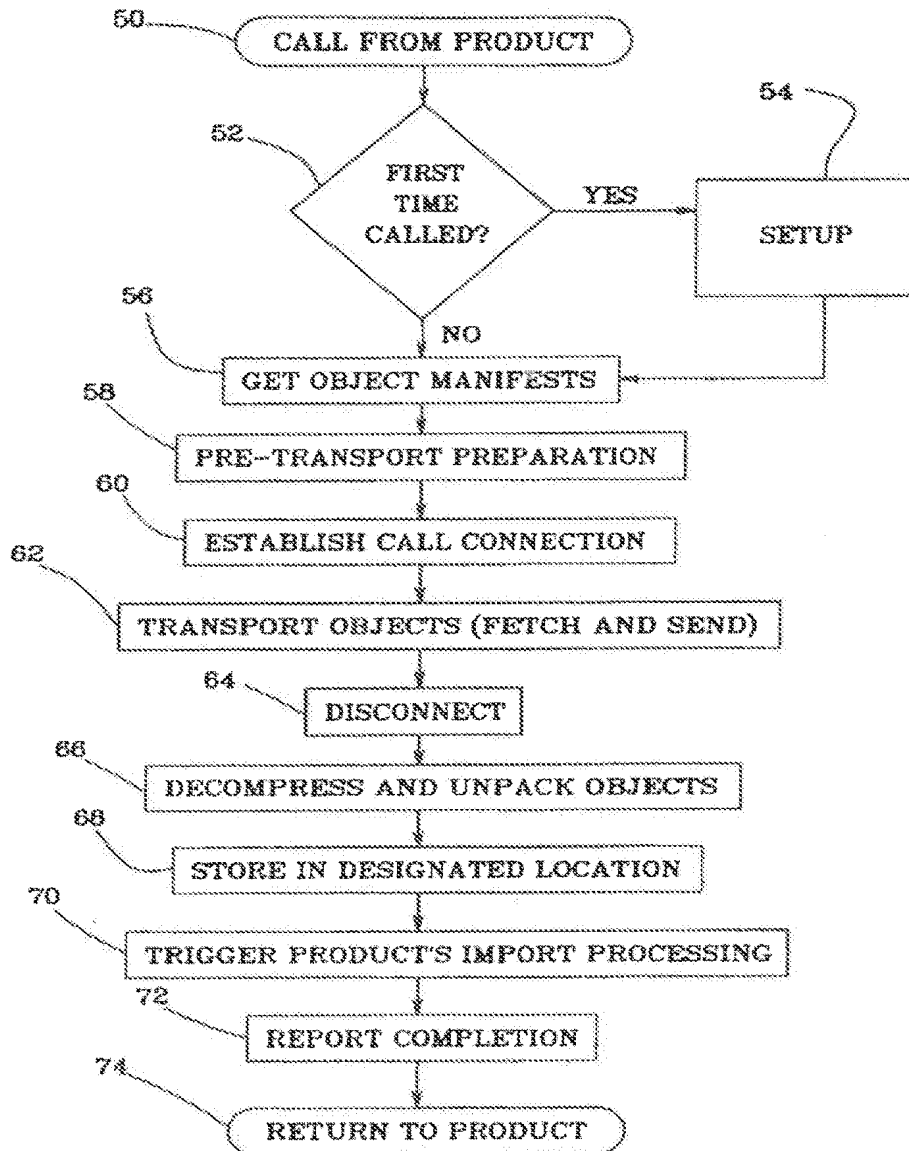 50
CALL FROM PRODUCT
54
52
FIRST
TIME
CALLED?
YES
SETUP
56
NO
GET OBJECT MANIFESTS
58
PRE-TRANSPORT PREPARATION
60
ESTABLISH CALL CONNECTION
62
TRANSPORT OBJECTS (FETCH AND SEND)
64
DISCONNECT
66
DECOMPRESS AND UNPACK OBJECTS
68
STORE IN DESIGNATED LOCATION
70
TRIGGER PRODUCT'S IMPORT PROCESSING
72
REPORT COMPLETION
74
RETURN TO PRODUCT